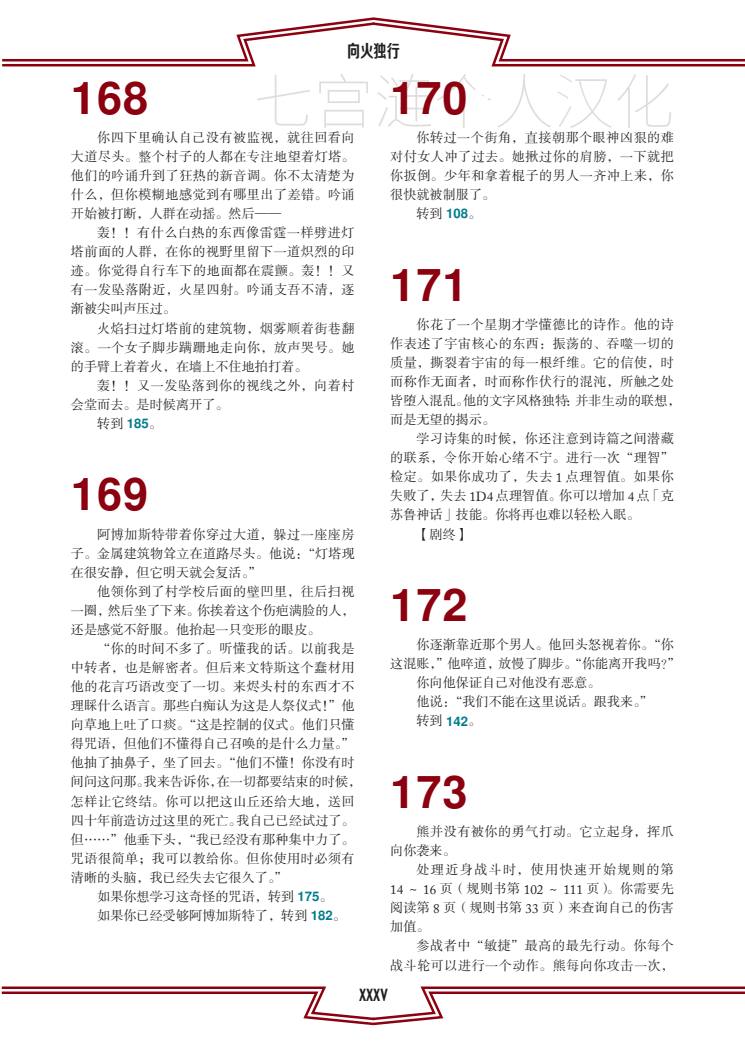 向火独行
七宫涟个人汉化
168
你四下里确认自己没有被监视，就往回看向
大道尽头。整个村子的人都在专注地望着灯塔。
他们的吟诵升到了狂热的新音调。你不太清楚为
什么，但你模糊地感觉到有哪里出了差错。吟诵
开始被打断，人群在动摇。然后——
轰！！有什么白热的东西像雷霆一样劈进灯
塔前面的人群，在你的视野里留下一道炽烈的印
迹。你觉得自行车下的地面都在震颤。轰！！又
有一发坠落附近，火星四射。吟诵支吾不清，逐
渐被尖叫声压过。
火焰扫过灯塔前的建筑物，烟雾顺着街巷翻
滚。一个女子脚步蹒跚地走向你，放声哭号。她
的手臂上着着火，在墙上不住地拍打着。
轰！！又一发坠落到你的视线之外，向着村
会堂而去。是时候离开了。
转到 185。
169
阿博加斯特带着你穿过大道，躲过一座座房
子。金属建筑物耸立在道路尽头。他说：“灯塔现
在很安静，但它明天就会复活。”
他领你到了村学校后面的壁凹里，往后扫视
一圈，然后坐了下来。你挨着这个伤疤满脸的人，
还是感觉不舒服。他抬起一只变形的眼皮。
“你的时间不多了。听懂我的话。以前我是
中转者，也是解密者。但后来文特斯这个蠢材用
他的花言巧语改变了一切。来烬头村的东西才不
理睬什么语言。那些白痴认为这是人祭仪式！”他
向草地上吐了口痰。“这是控制的仪式。他们只懂
得咒语，但他们不懂得自己召唤的是什么力量。”
他抽了抽鼻子，坐了回去。“他们不懂！你没有时
间问这问那。我来告诉你，在一切都要结束的时候，
怎样让它终结。你可以把这山丘还给大地，送回
四十年前造访过这里的死亡。我自己已经试过了。
但……”他垂下头，“我已经没有那种集中力了。
咒语很简单；我可以教给你。但你使用时必须有
清晰的头脑，我已经失去它很久了。”
如果你想学习这奇怪的咒语，转到 175。
如果你已经受够阿博加斯特了，转到 182。
170
你转过一个街角，直接朝那个眼神凶狠的难
对付女人冲了过去。她揪过你的肩膀，一下就把
你扳倒。少年和拿着棍子的男人一齐冲上来，你
很快就被制服了。
转到 108。
171
你花了一个星期才学懂德比的诗作。他的诗
作表述了宇宙核心的东西：振荡的、吞噬一切的
质量，撕裂着宇宙的每一根纤维。它的信使，时
而称作无面者，时而称作伏行的混沌，所触之处
皆堕入混乱。他的文字风格独特：并非生动的联想，
而是无望的揭示。
学习诗集的时候，你还注意到诗篇之间潜藏
的联系，令你开始心绪不宁。进行一次“理智”
检定。如果你成功了，失去 1 点理智值。如果你
失败了，失去 1D4 点理智值。你可以增加 4 点「克
苏鲁神话」技能。你将再也难以轻松入眠。
【剧终】
172
你逐渐靠近那个男人。他回头怒视着你。“你
这混账，”他啐道，放慢了脚步。“你能离开我吗?”
你向他保证自己对他没有恶意。
他说：“我们不能在这里说话。跟我来。”
转到 142。
173
熊并没有被你的勇气打动。它立起身，挥爪
向你袭来。
处理近身战斗时，使用快速开始规则的第
14 ~ 16 页（规则书第 102 ~ 111 页）。你需要先
阅读第 8 页（规则书第 33 页）来查询自己的伤害
加值。
参战者中“敏捷”最高的最先行动。你每个
战斗轮可以进行一个动作。熊每向你攻击一次，
XXXV